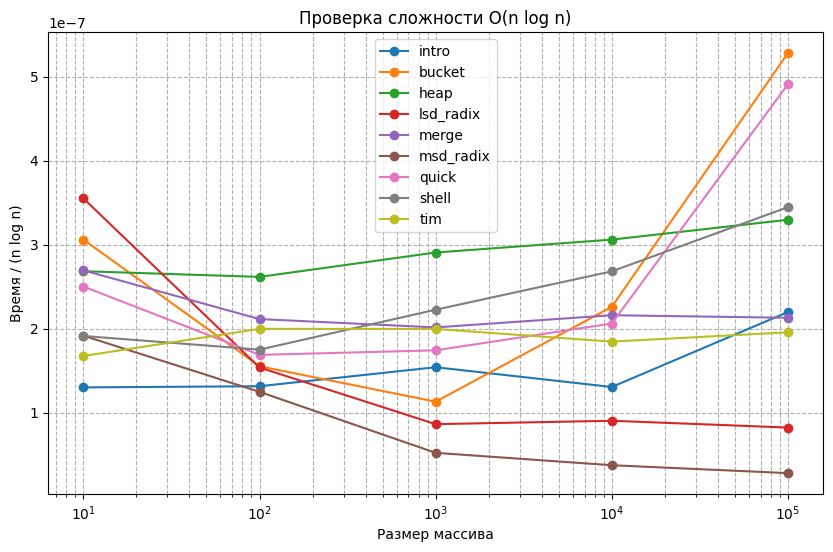 Проверка сложности O(n log n)
1e−7
intro
bucket
heap
lsd_radix
merge
msd_radix
quick
shell
tim
5
4
3
2
1
Время / (n log n)
10¹ 10² 10³ 10⁴ 10⁵
Размер массива